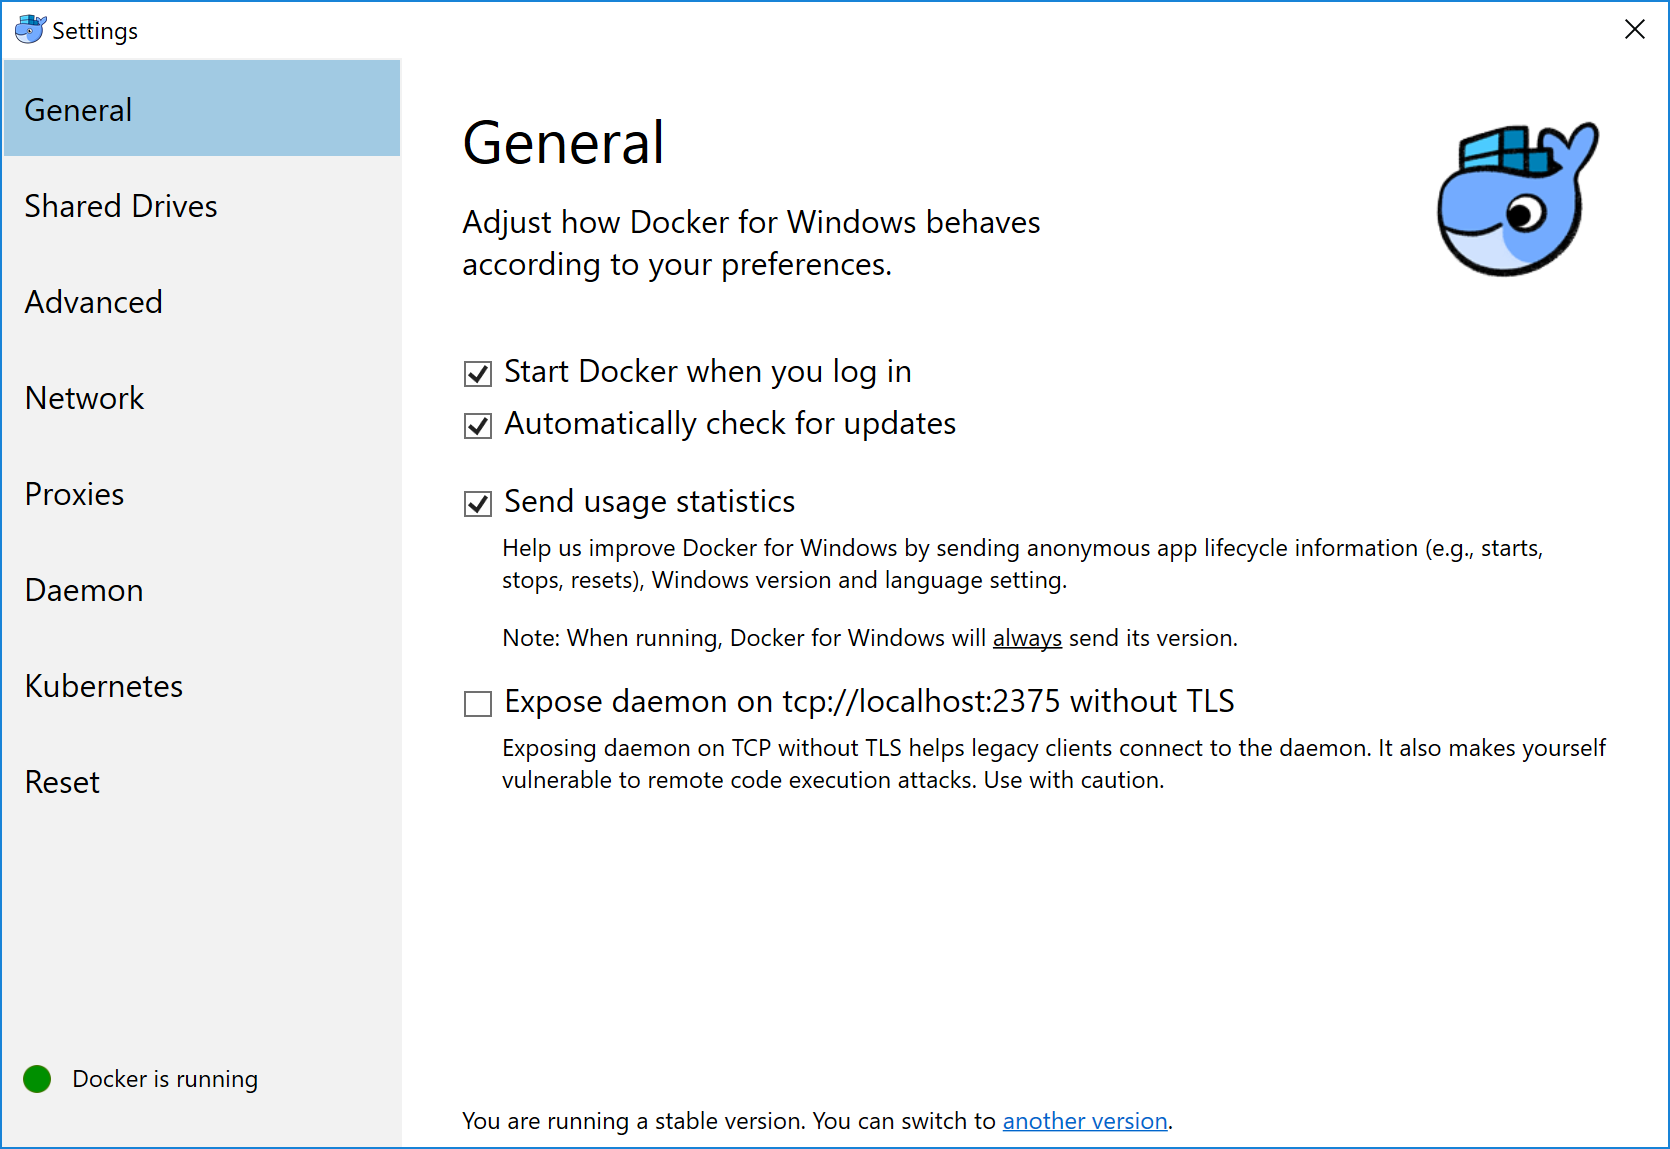 Settings
General
Shared Drives
Advanced
Network
Proxies
Daemon
Kubernetes
Reset
Docker is running
General
Adjust how Docker for Windows behaves
according to your preferences.
Start Docker when you log in
Automatically check for updates
Send usage statistics
Help us improve Docker for Windows by sending anonymous app lifecycle information (e.g., starts,
stops, resets), Windows version and language setting.
Note: When running, Docker for Windows will always send its version.
Expose daemon on tcp://localhost:2375 without TLS
Exposing daemon on TCP without TLS helps legacy clients connect to the daemon. It also makes yourself
vulnerable to remote code execution attacks. Use with caution.
You are running a stable version. You can switch to another version.